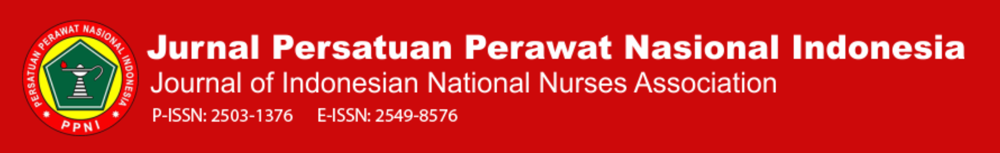 PERSATUAN PERAWAT NASIONAL INDONESIA
PPNI
Jurnal Persatuan Perawat Nasional Indonesia
Journal of Indonesian National Nurses Association
P-ISSN: 2503-1376 E-ISSN: 2549-8576